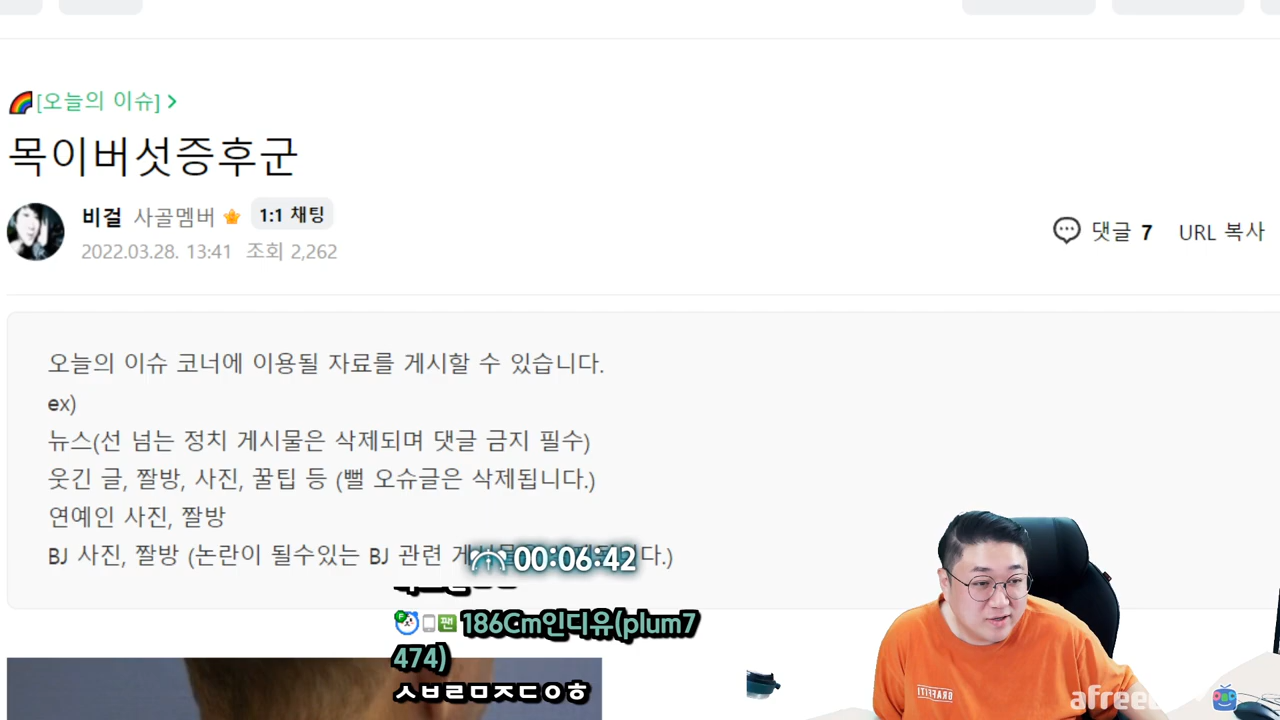 [오늘의 이슈]
목이버섯증후군
비걸 사골멤버 1:1 채팅
2022.03.28. 13:41 조회 2,262
댓글 7 URL 복사
오늘의 이슈 코너에 이용될 자료를 게시할 수 있습니다.
ex)
뉴스(선 넘는 정치 게시물은 삭제되며 댓글 금지 필수)
웃긴 글, 짤방, 사진, 꿀팁 등 (뻘 오슈글은 삭제됩니다.)
연예인 사진, 짤방
BJ 사진, 짤방 (논란이 될수있는 BJ 관련
00:06:42
팬 186Cm인디유(plum7
474)
ㅅㅂㄹㅁㅈㄷㅇㅎ
GRAFFITI